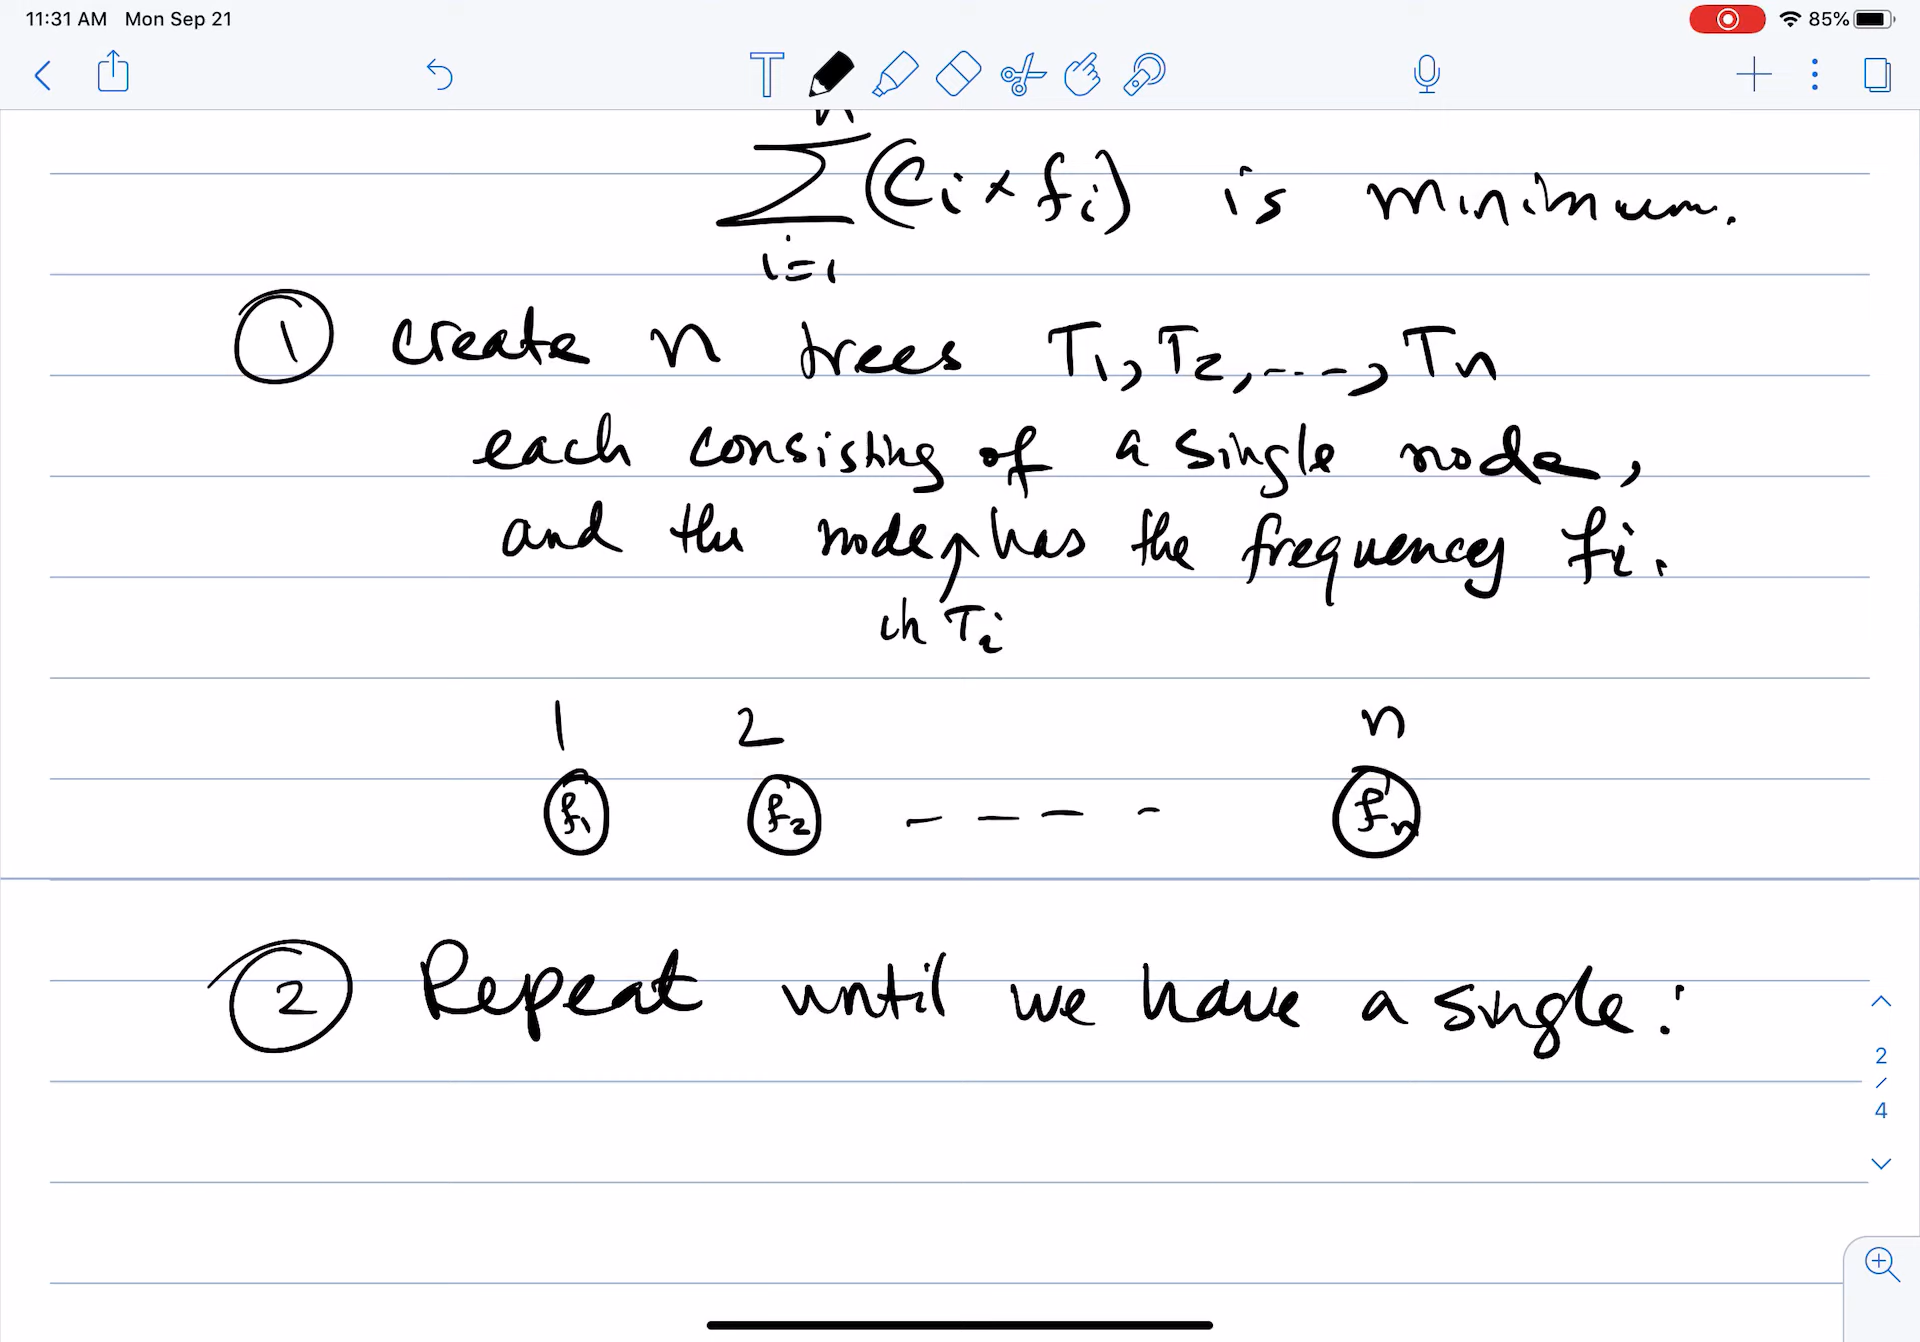 11:31 AM Mon Sep 21
85%
T
n
∑(Ci × fi) is minimum.
i=1
① create n trees T1, T2, ----, Tn
each consisting of a single node,
and the node has the frequency fi.
in Ti
1 2 n
f1 f2 - - - - fn
② Repeat until we have a single:
2
/
4